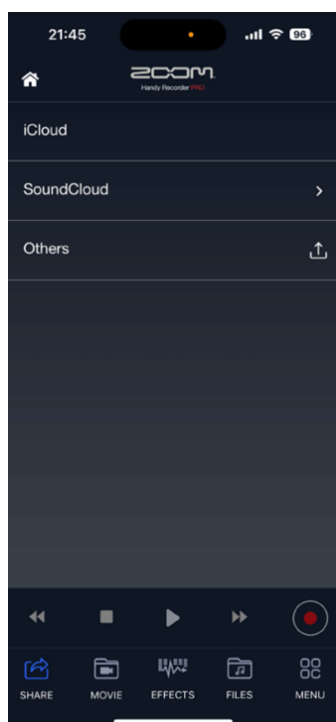 21:45
96
ZOOM
Handy Recorder PRO
iCloud
SoundCloud
Others
SHARE MOVIE EFFECTS FILES MENU